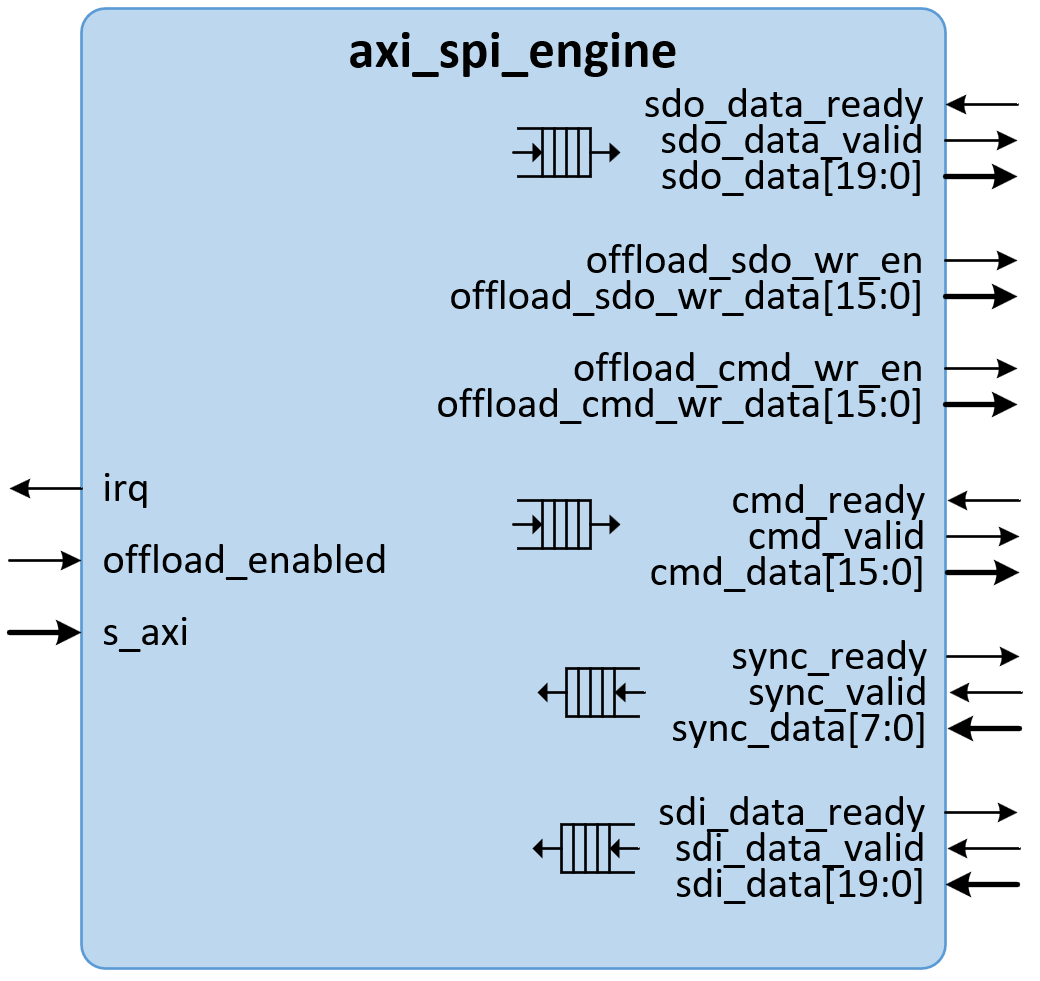 axi_spi_engine
sdo_data_ready
sdo_data_valid
sdo_data[19:0]
offload_sdo_wr_en
offload_sdo_wr_data[15:0]
offload_cmd_wr_en
offload_cmd_wr_data[15:0]
irq
offload_enabled
s_axi
cmd_ready
cmd_valid
cmd_data[15:0]
sync_ready
sync_valid
sync_data[7:0]
sdi_data_ready
sdi_data_valid
sdi_data[19:0]